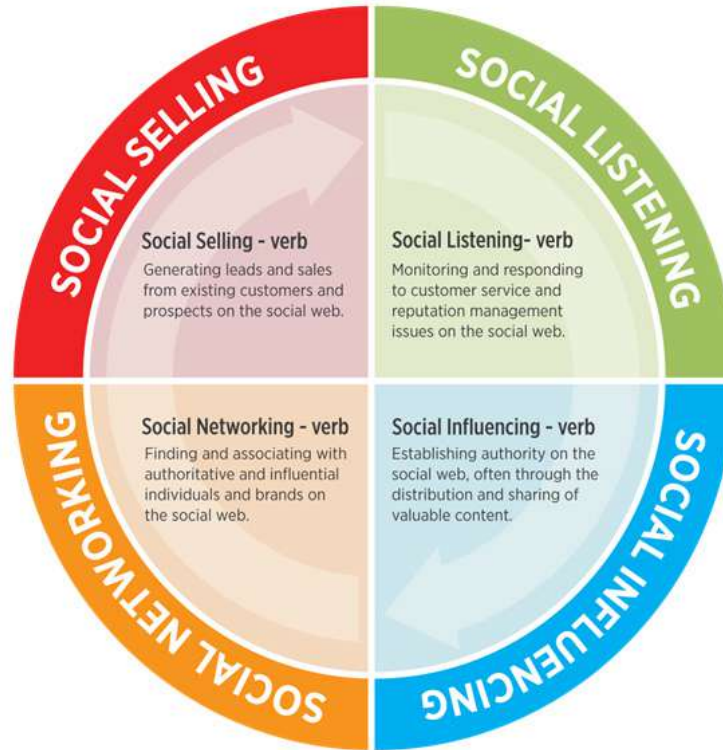 SOCIAL SELLING
SOCIAL LISTENING
Social Selling - verb
Generating leads and sales
from existing customers and
prospects on the social web.
Social Listening- verb
Monitoring and responding
to customer service and
reputation management
issues on the social web.
Social Networking - verb
Finding and associating with
authoritative and influential
individuals and brands on
the social web.
Social Influencing - verb
Establishing authority on the
social web, often through the
distribution and sharing of
valuable content.
SOCIAL NETWORKING
SOCIAL INFLUENCING